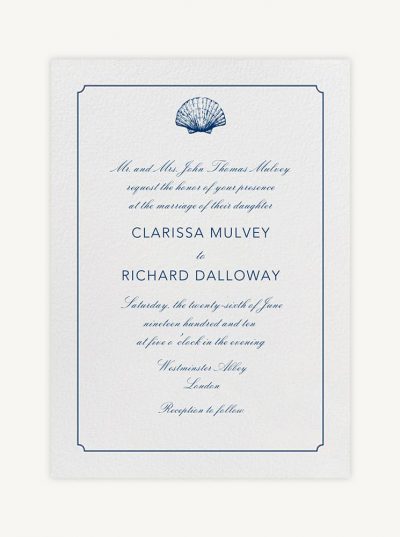 Mr. and Mrs. John Thomas Mulvey
request the honor of your presence
at the marriage of their daughter
CLARISSA MULVEY
to
RICHARD DALLOWAY
Saturday, the twenty-sixth of June
nineteen hundred and ten
at five o'clock in the evening
Westminster Abbey
London
Reception to follow